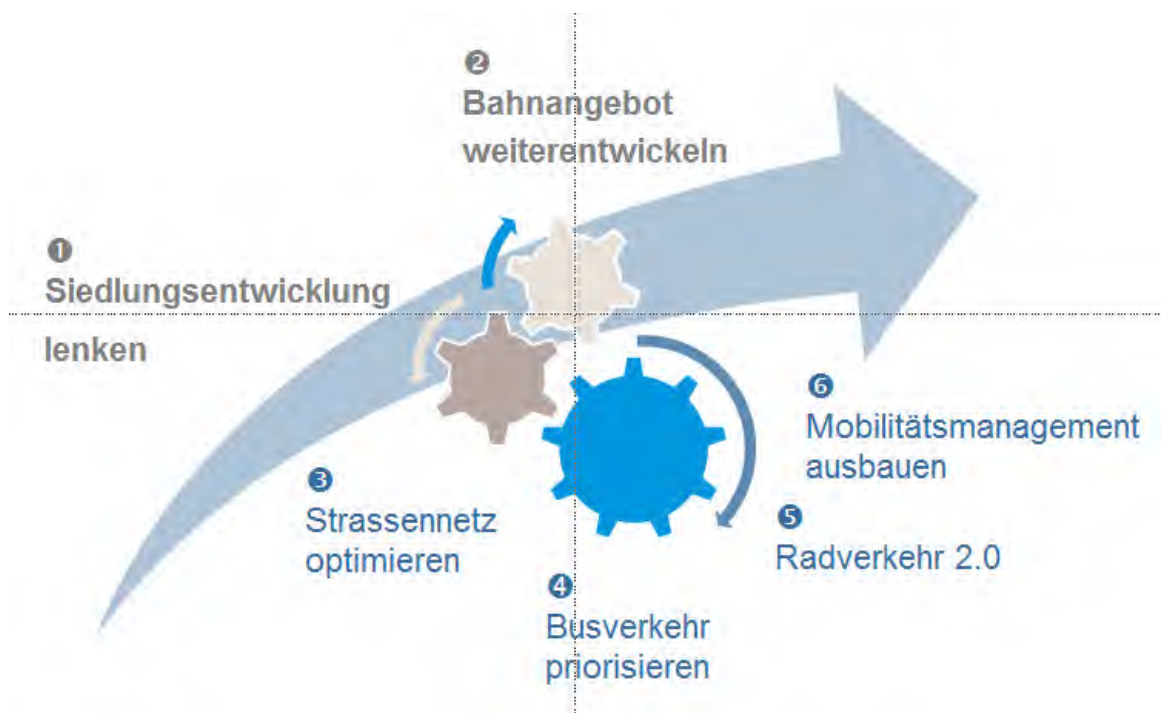 ❶
Siedlungsentwicklung
lenken
❷
Bahnangebot
weiterentwickeln
❸
Strassennetz
optimieren
❹
Busverkehr
priorisieren
❺
Radverkehr 2.0
❻
Mobilitätsmanagement
ausbauen